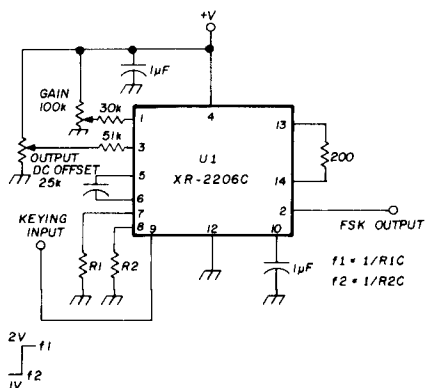 +V
1µF
GAIN
100k
30k
1
4
13
51k
3
U1
XR-2206C
200
OUTPUT
DC OFFSET
25k
5
6
14
KEYING
INPUT
7
8
9
12
10
2
FSK OUTPUT
R1
R2
1µF
f1 = 1/R1C
f2 = 1/R2C
2V
f1
1V
f2